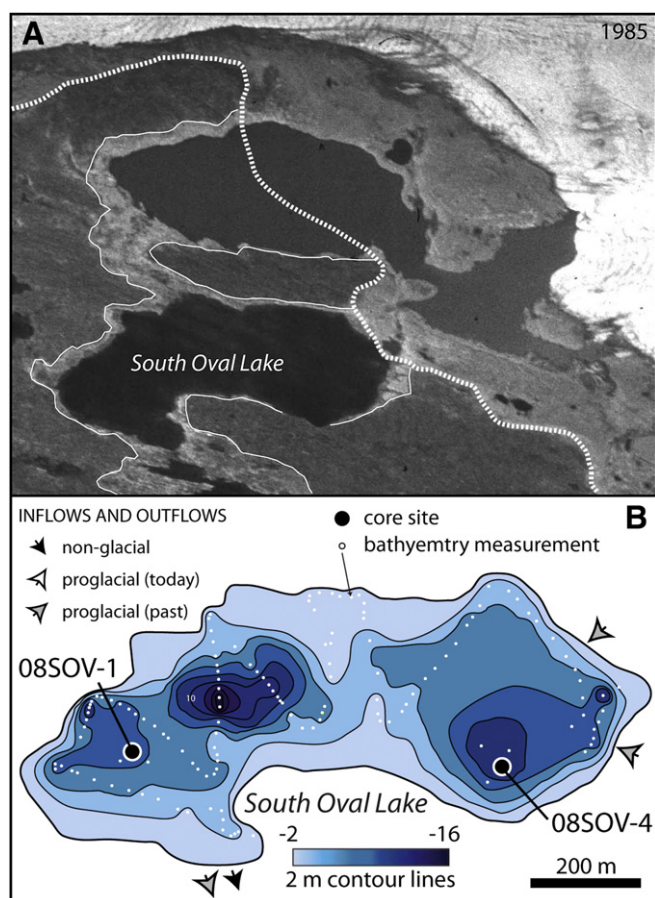 A
1985
South Oval Lake
INFLOWS AND OUTFLOWS
non-glacial
proglacial (today)
proglacial (past)
core site
bathyemtry measurement
B
08SOV-1
10
South Oval Lake
08SOV-4
-2
-16
2 m contour lines
200 m